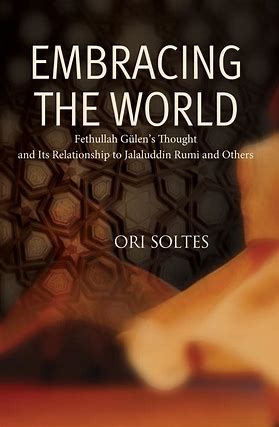 EMBRACING
THE WORLD
Fethullah Gülen's Thought
and Its Relationship to Jalaluddin Rumi and Others
ORI SOLTES